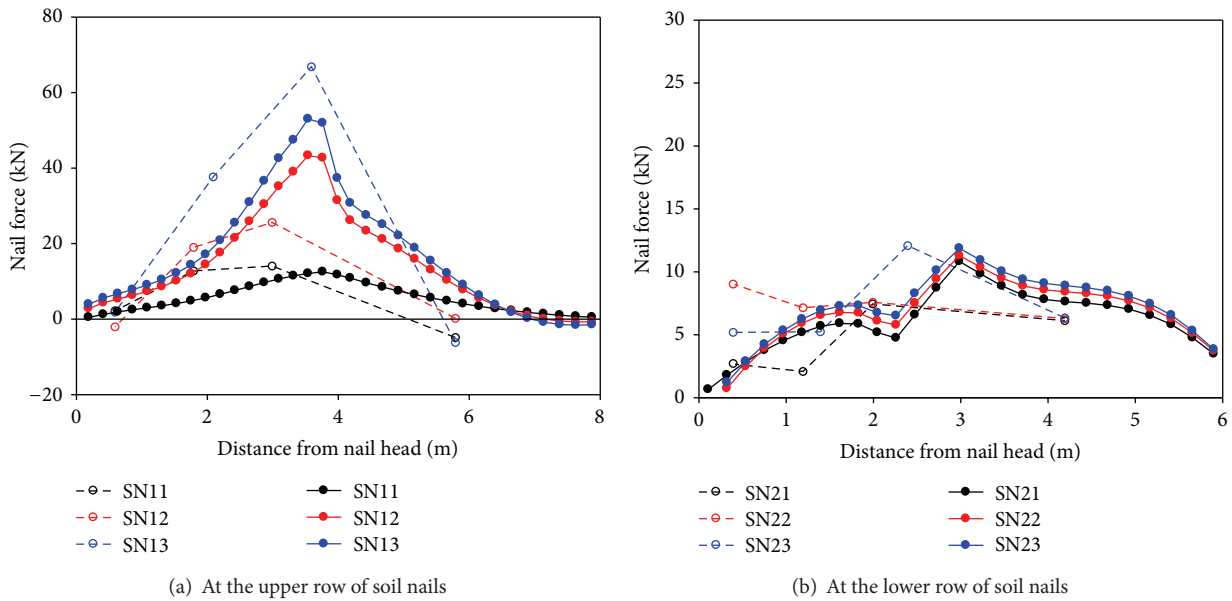 80
60
40
20
0
−20
Nail force (kN)
0 2 4 6 8
Distance from nail head (m)
SN11 SN11
SN12 SN12
SN13 SN13
(a) At the upper row of soil nails
30
25
20
15
10
5
0
Nail force (kN)
0 1 2 3 4 5 6
Distance from nail head (m)
SN21 SN21
SN22 SN22
SN23 SN23
(b) At the lower row of soil nails